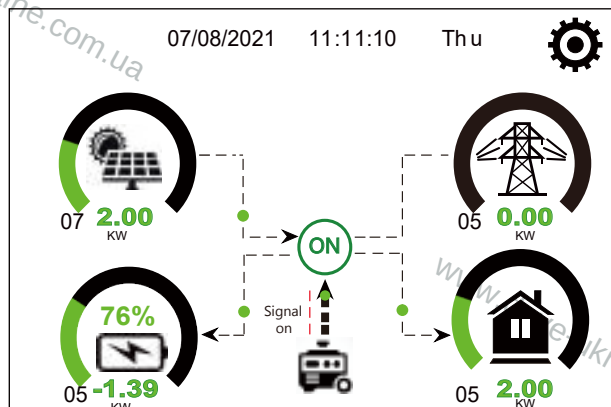 ne.com.ua
07/08/2021 11:11:10 Thu
07 2.00
KW
05 0.00
KW
ON
76%
Signal
on
05 -1.39
KW
05 2.00
KW